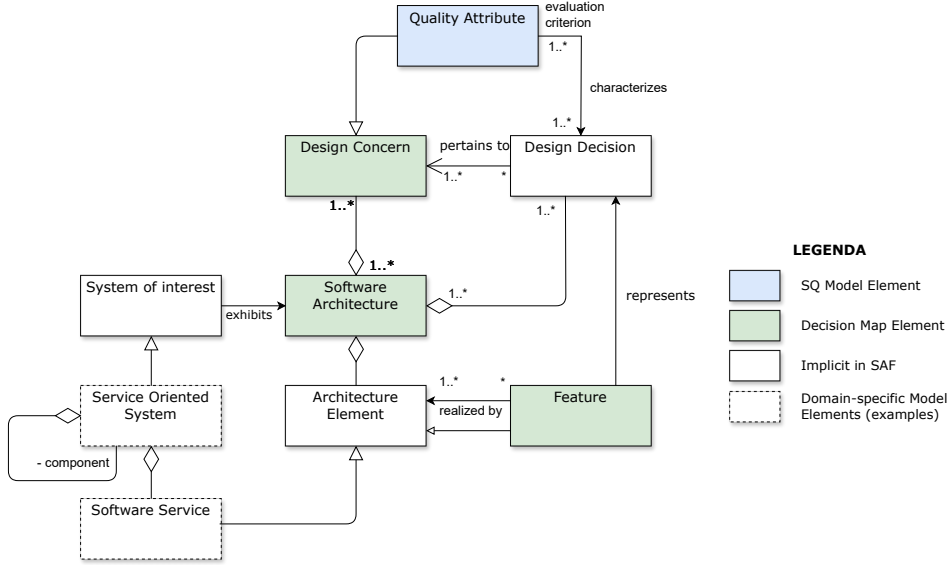 Quality Attribute
evaluation
criterion
1..*
characterizes
1..*
Design Concern
pertains to
1..*
*
Design Decision
1..*
1..*
1..*
LEGENDA
System of interest
exhibits
Software
Architecture
1..*
represents
SQ Model Element
Decision Map Element
Implicit in SAF
Domain-specific Model
Elements (examples)
Service Oriented
System
- component
Architecture
Element
1..*
*
realized by
Feature
Software Service